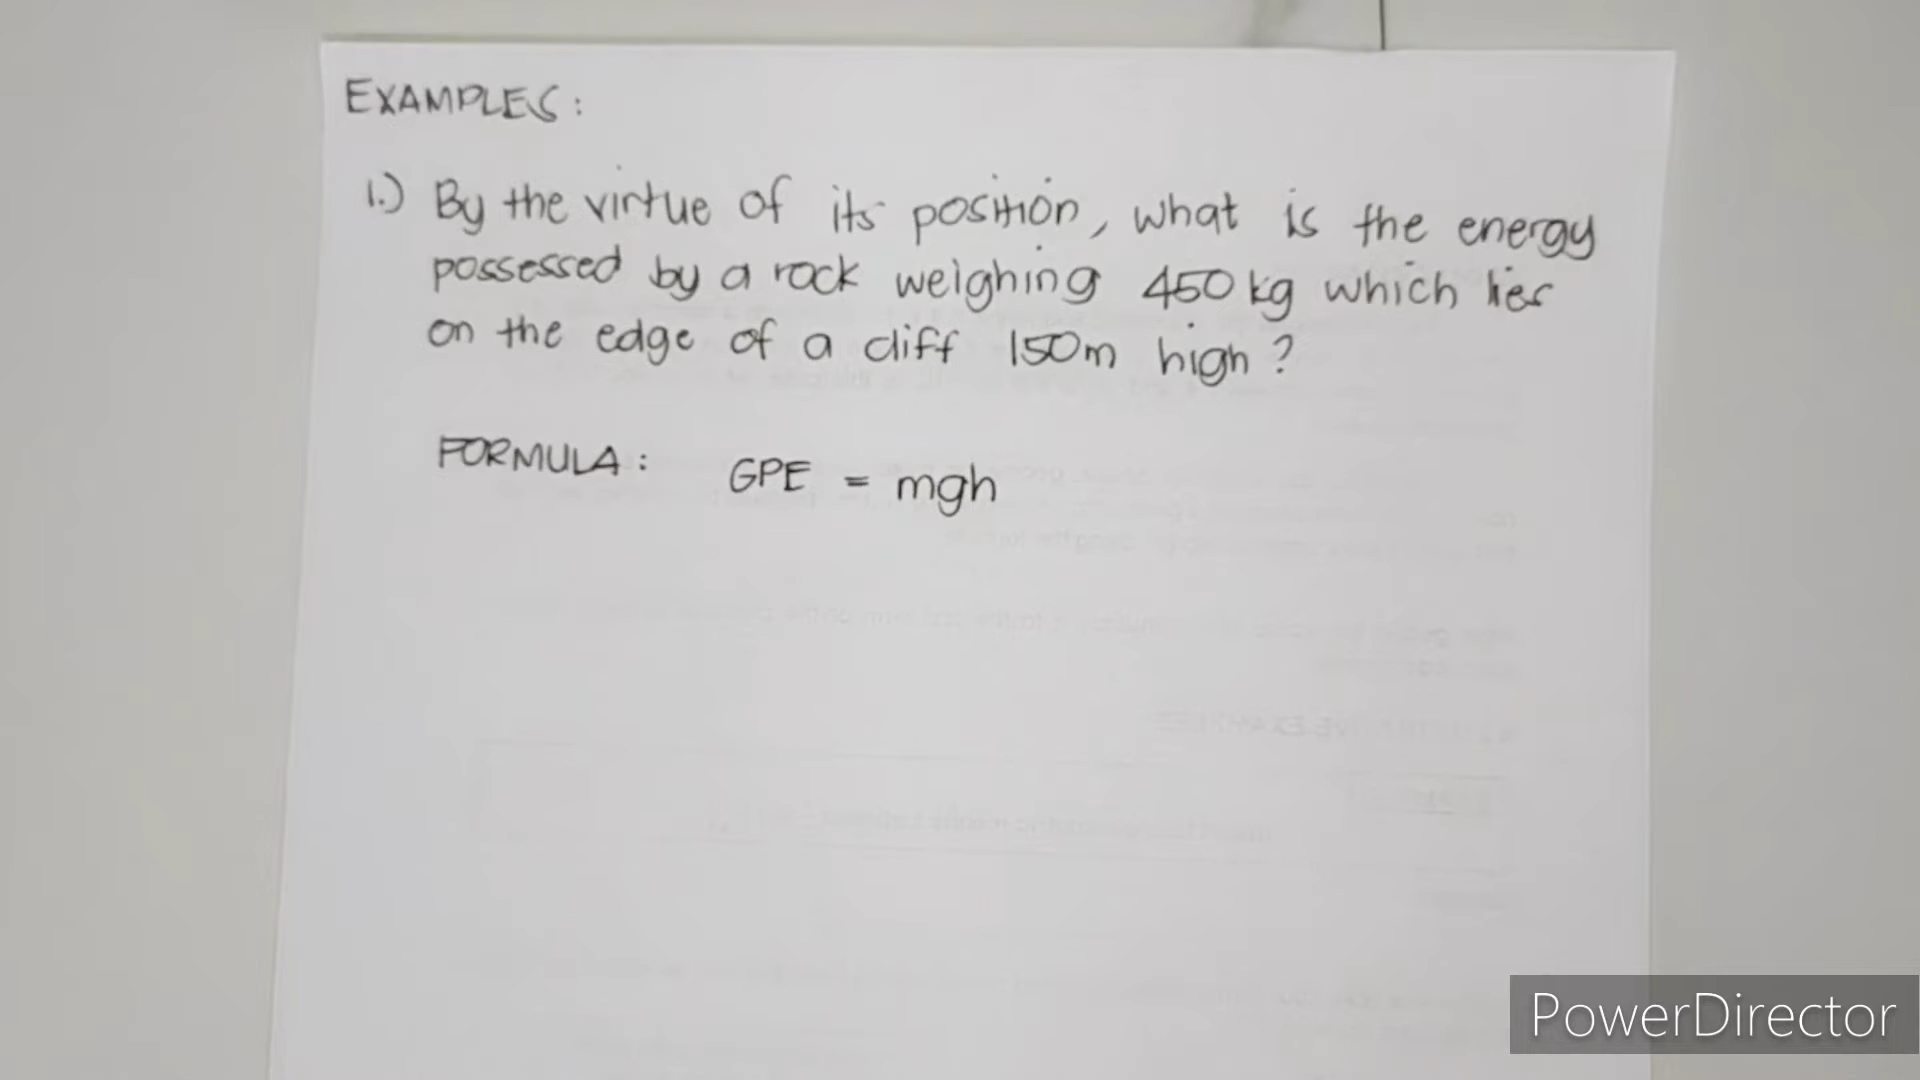 EXAMPLES:
1.) By the virtue of its position, what is the energy
possessed by a rock weighing 450 kg which lies
on the edge of a cliff 150m high?
FORMULA: GPE = mgh
PowerDirector